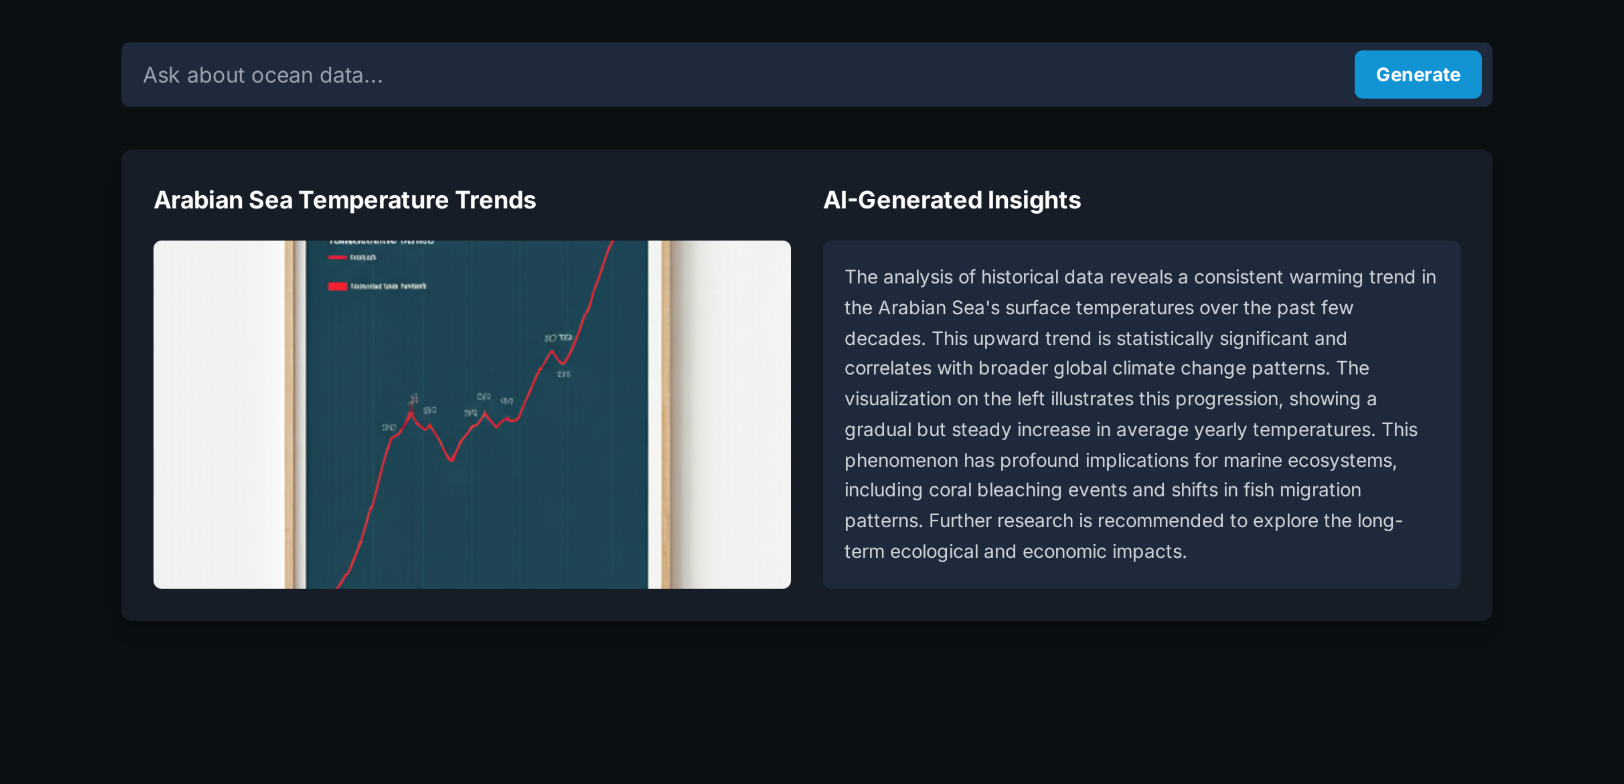 Ask about ocean data...
Generate
Arabian Sea Temperature Trends
AI-Generated Insights
The analysis of historical data reveals a consistent warming trend in
the Arabian Sea's surface temperatures over the past few
decades. This upward trend is statistically significant and
correlates with broader global climate change patterns. The
visualization on the left illustrates this progression, showing a
gradual but steady increase in average yearly temperatures. This
phenomenon has profound implications for marine ecosystems,
including coral bleaching events and shifts in fish migration
patterns. Further research is recommended to explore the long-
term ecological and economic impacts.